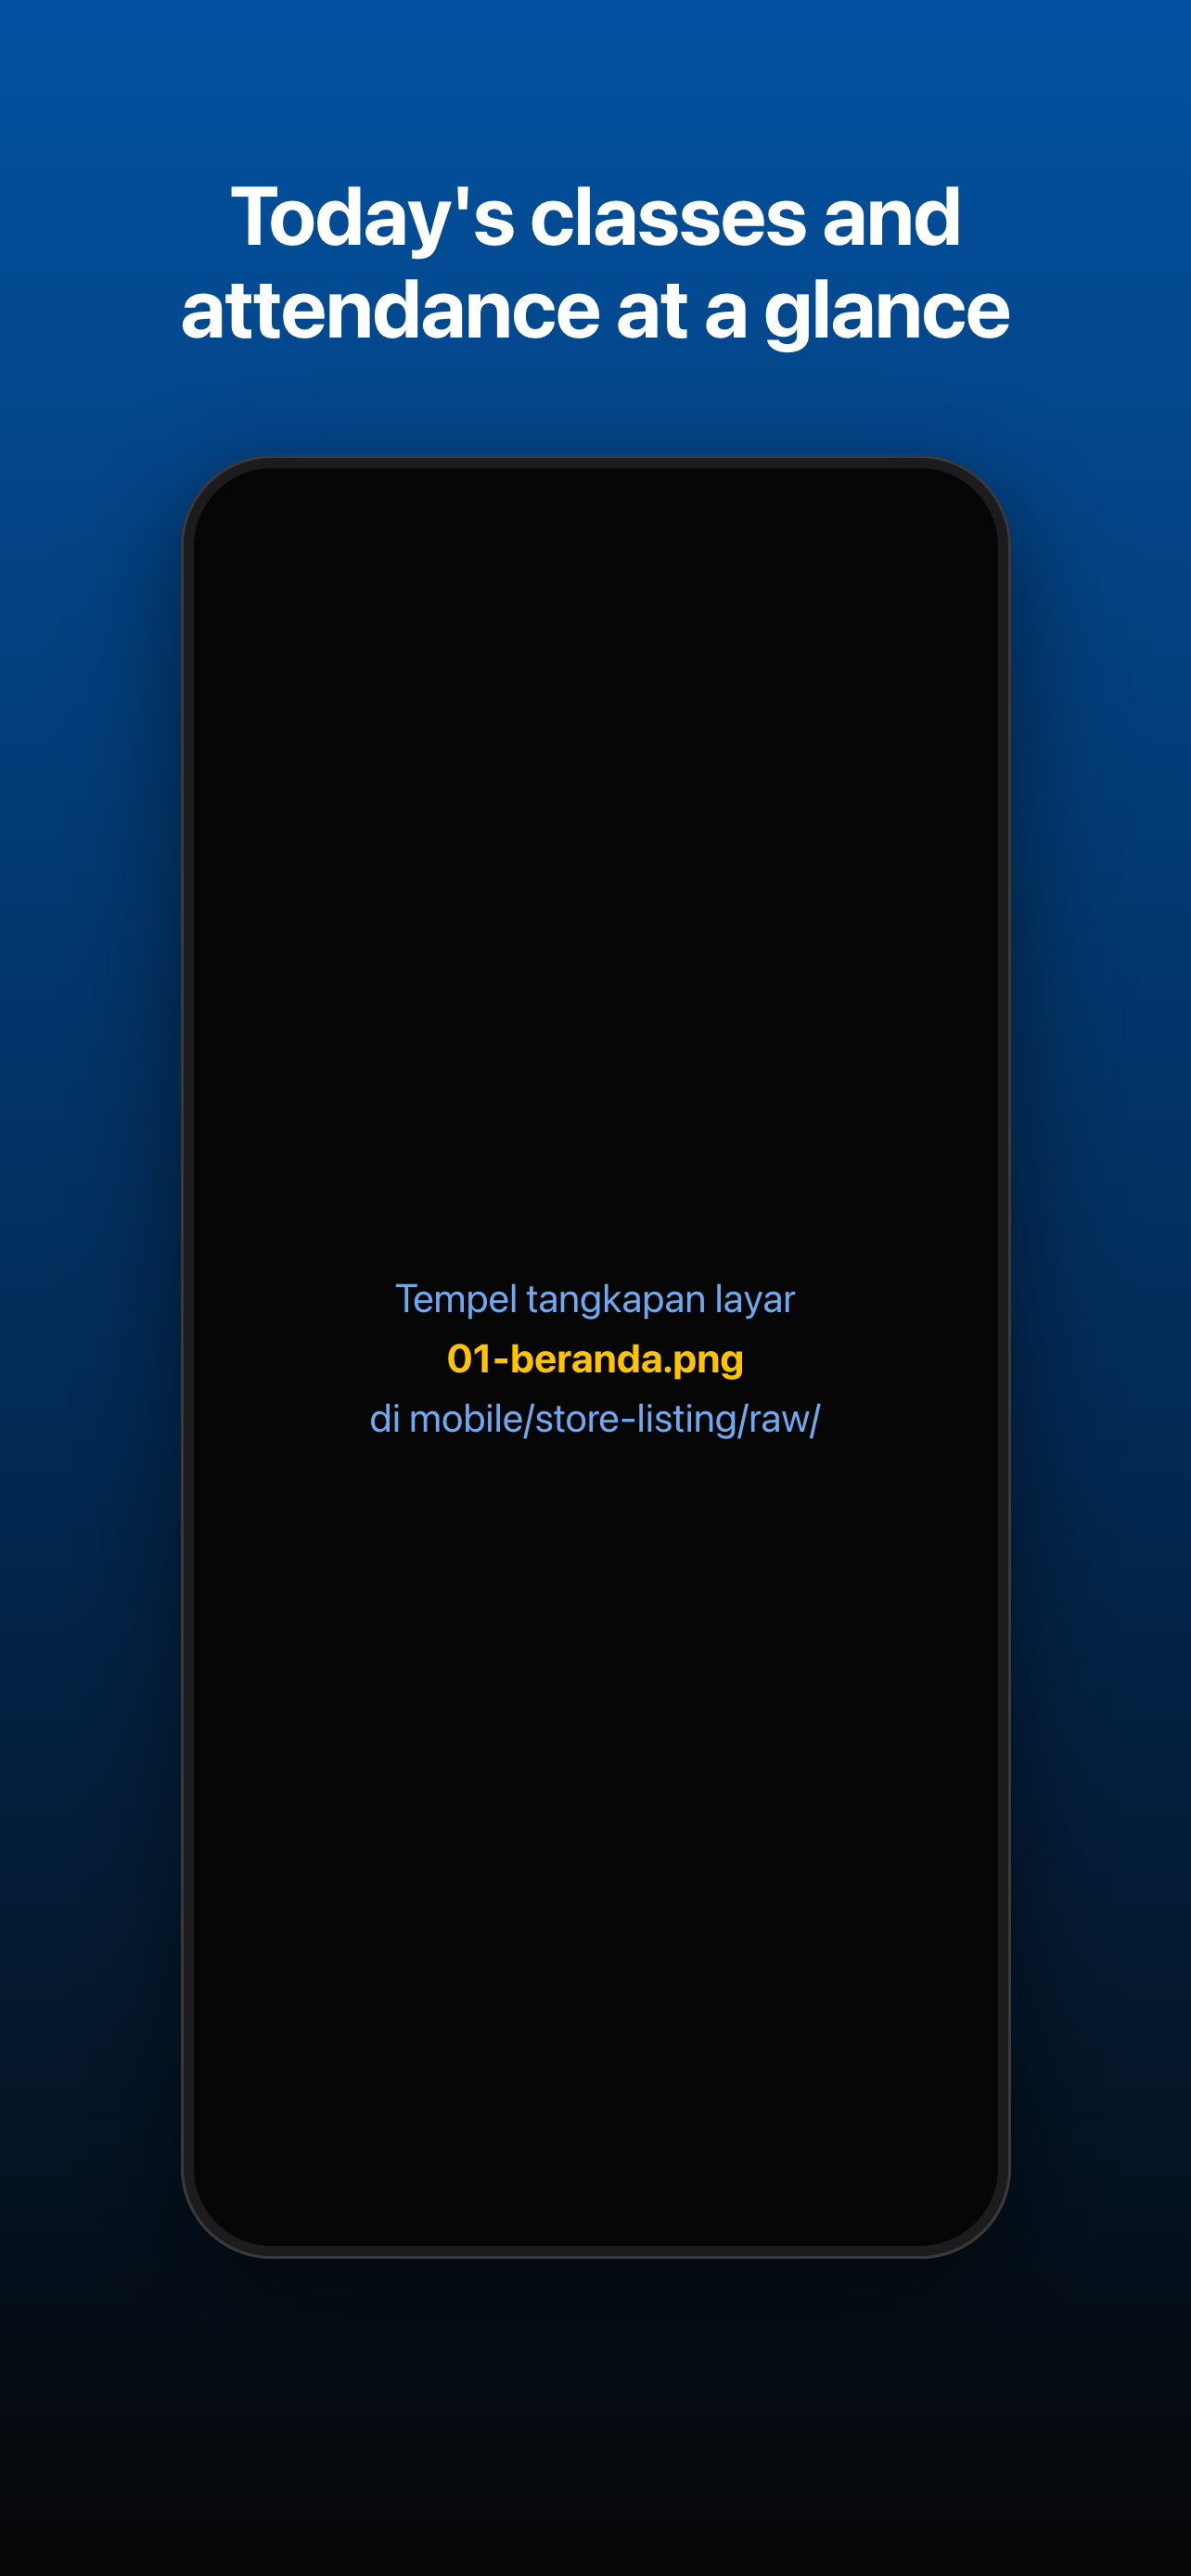 Today's classes and
attendance at a glance
Tempel tangkapan layar
01-beranda.png
di mobile/store-listing/raw/